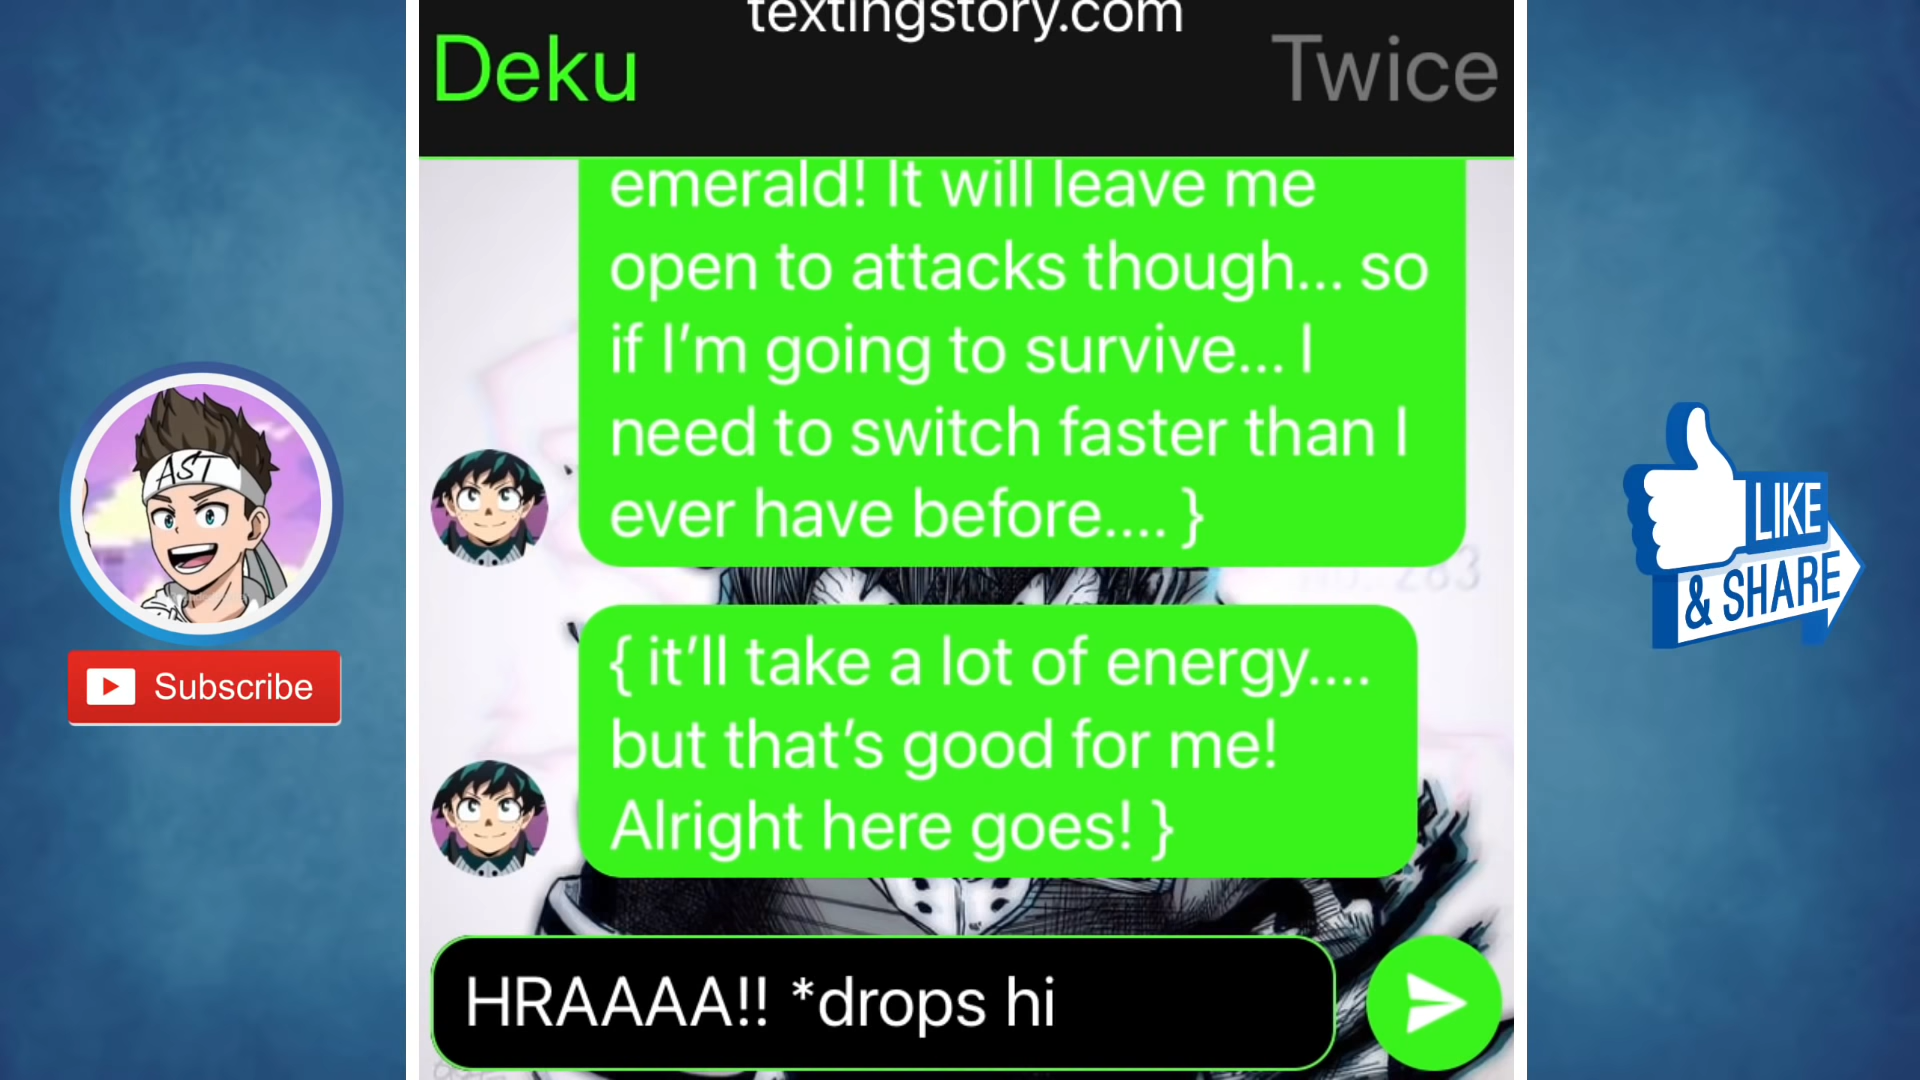 textingstory.com
Deku
Twice
emerald! It will leave me
open to attacks though... so
if I’m going to survive... I
need to switch faster than I
ever have before.... }
{ it’ll take a lot of energy....
but that’s good for me!
Alright here goes! }
HRAAAA!! *drops hi
AST
Subscribe
LIKE
& SHARE